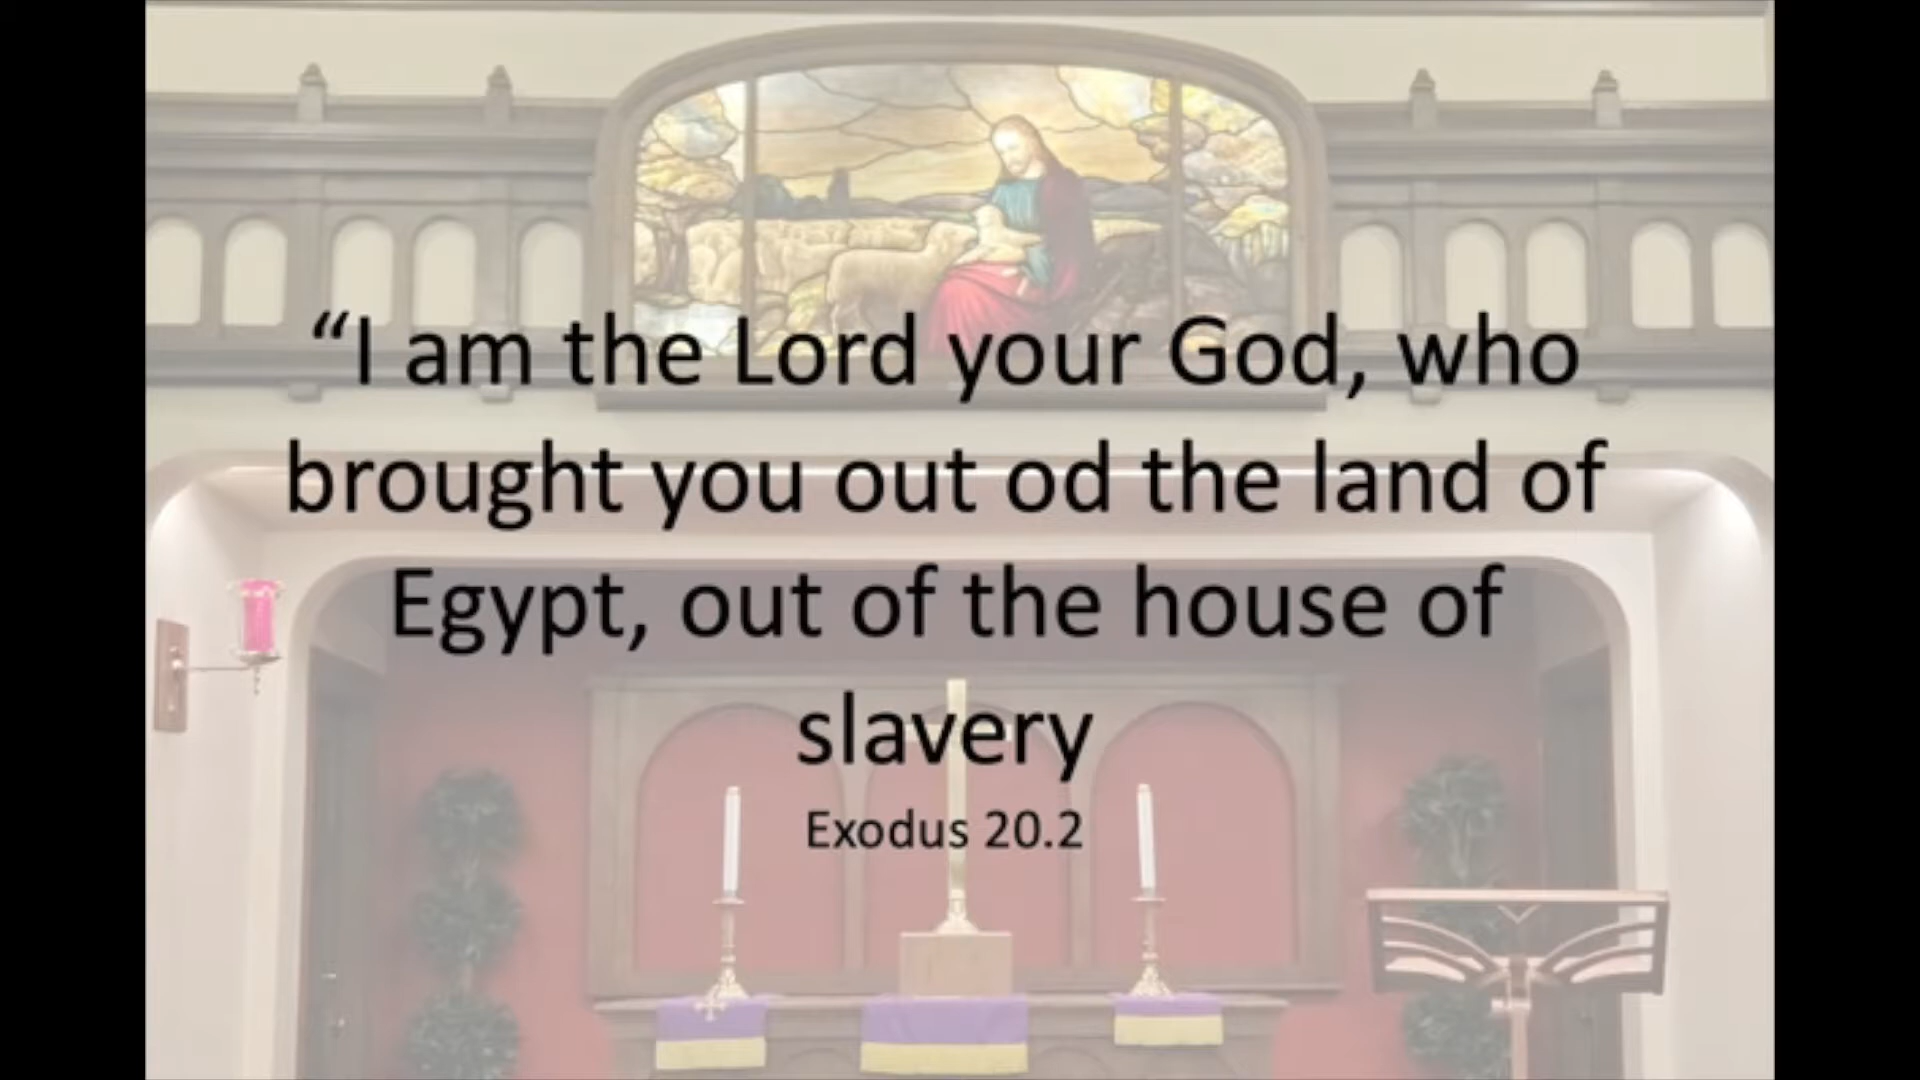 “I am the Lord your God, who
brought you out od the land of
Egypt, out of the house of
slavery
Exodus 20.2